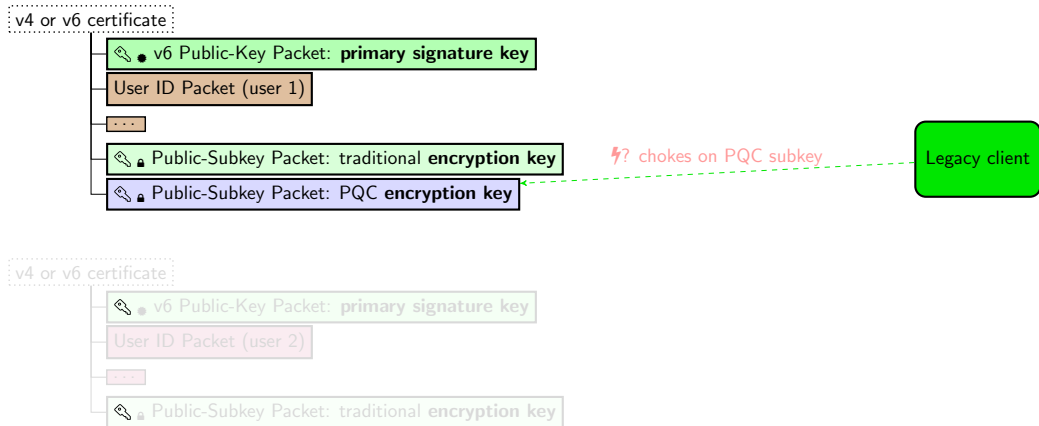 v4 or v6 certificate
v6 Public-Key Packet: primary signature key
User ID Packet (user 1)
...
Public-Subkey Packet: traditional encryption key
? chokes on PQC subkey
Legacy client
Public-Subkey Packet: PQC encryption key
v4 or v6 certificate
v6 Public-Key Packet: primary signature key
User ID Packet (user 2)
...
Public-Subkey Packet: traditional encryption key